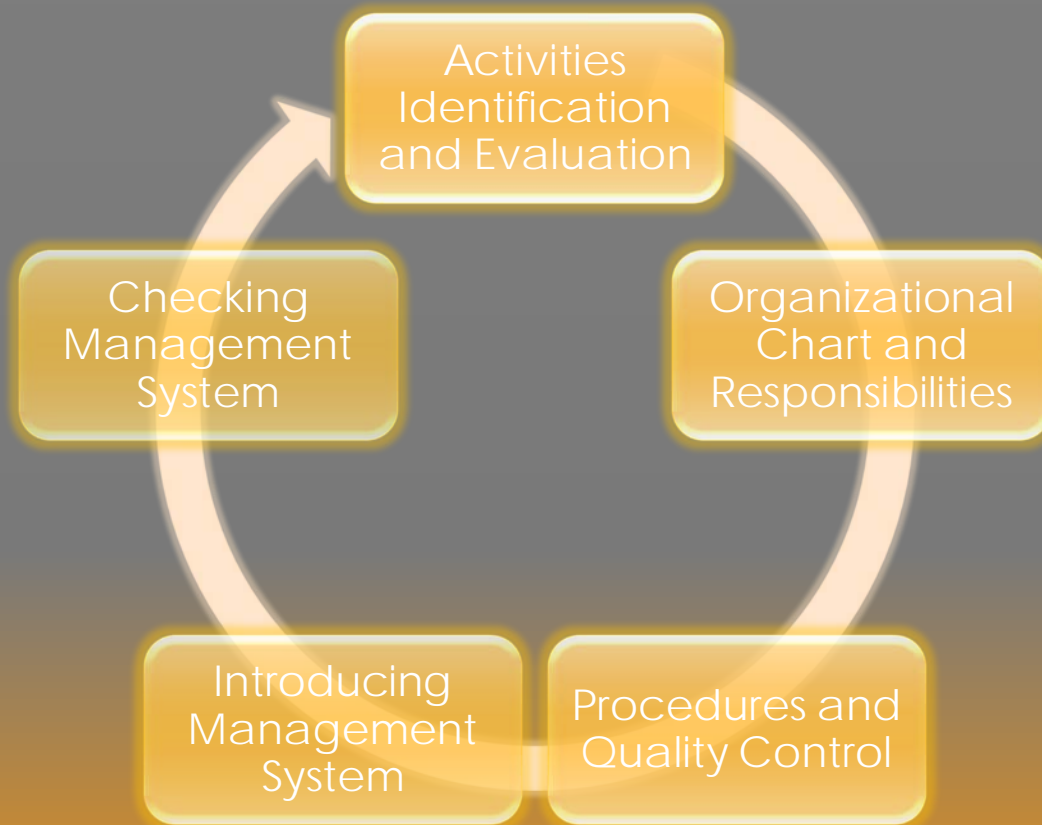 Activities
Identification
and Evaluation
Organizational
Chart and
Responsibilities
Procedures and
Quality Control
Introducing
Management
System
Checking
Management
System